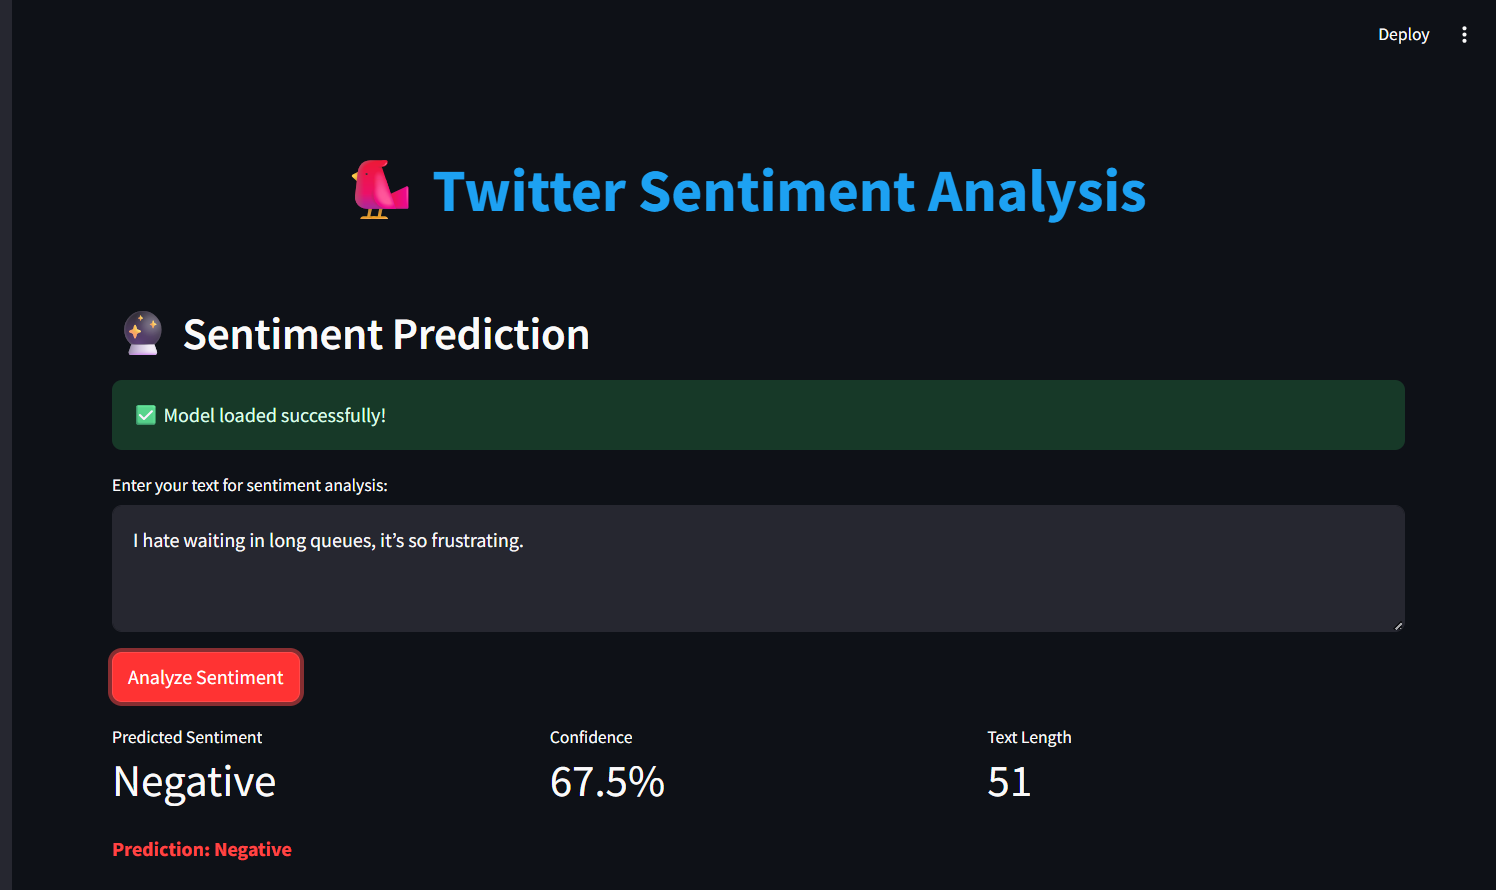 Deploy
Twitter Sentiment Analysis
Sentiment Prediction
Model loaded successfully!
Enter your text for sentiment analysis:
I hate waiting in long queues, it’s so frustrating.
Analyze Sentiment
Predicted Sentiment Confidence Text Length
Negative 67.5% 51
Prediction: Negative